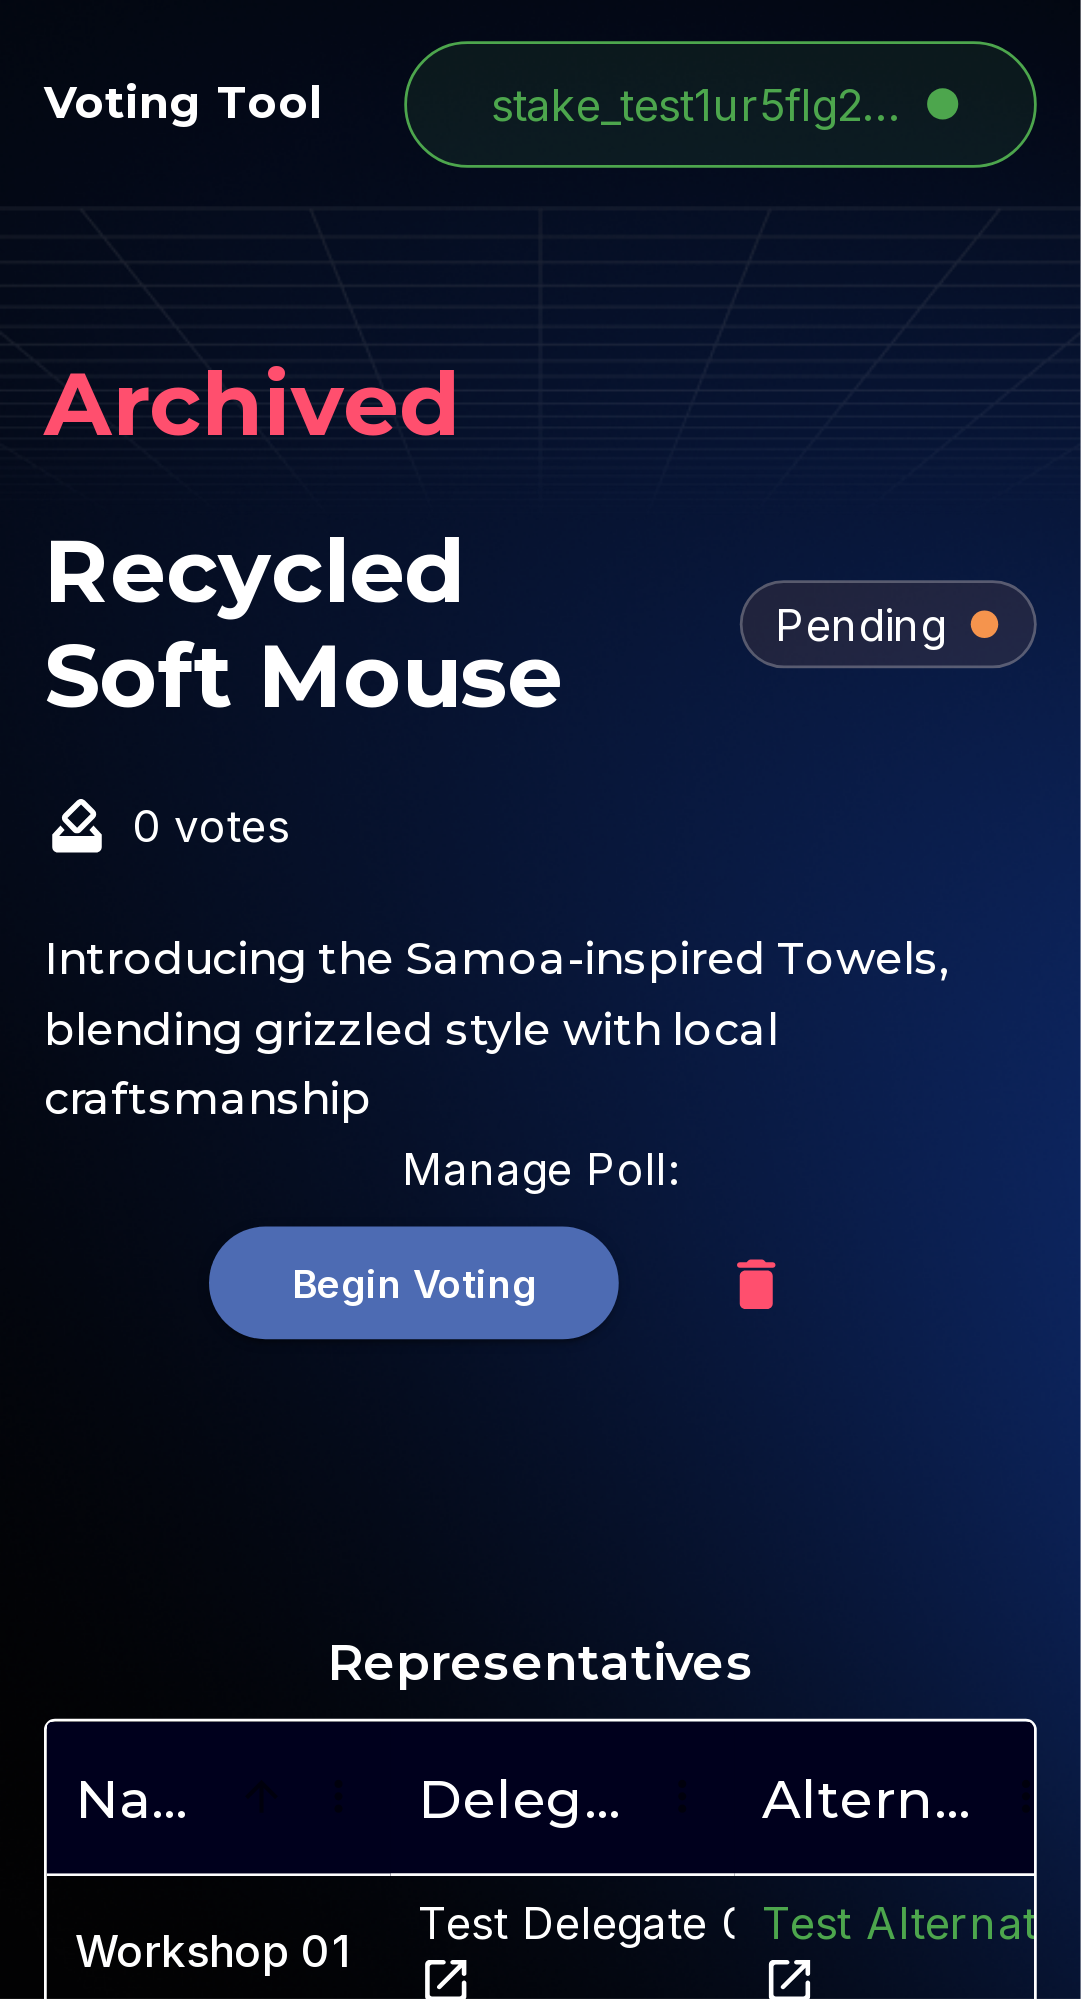 Voting Tool
stake_test1ur5flg2...
Archived
Recycled
Soft Mouse
Pending
0 votes
Introducing the Samoa-inspired Towels,
blending grizzled style with local
craftsmanship
Manage Poll:
Begin Voting
Representatives
Na... Deleg... Altern...
Workshop 01 Test Delegate Test Alternat